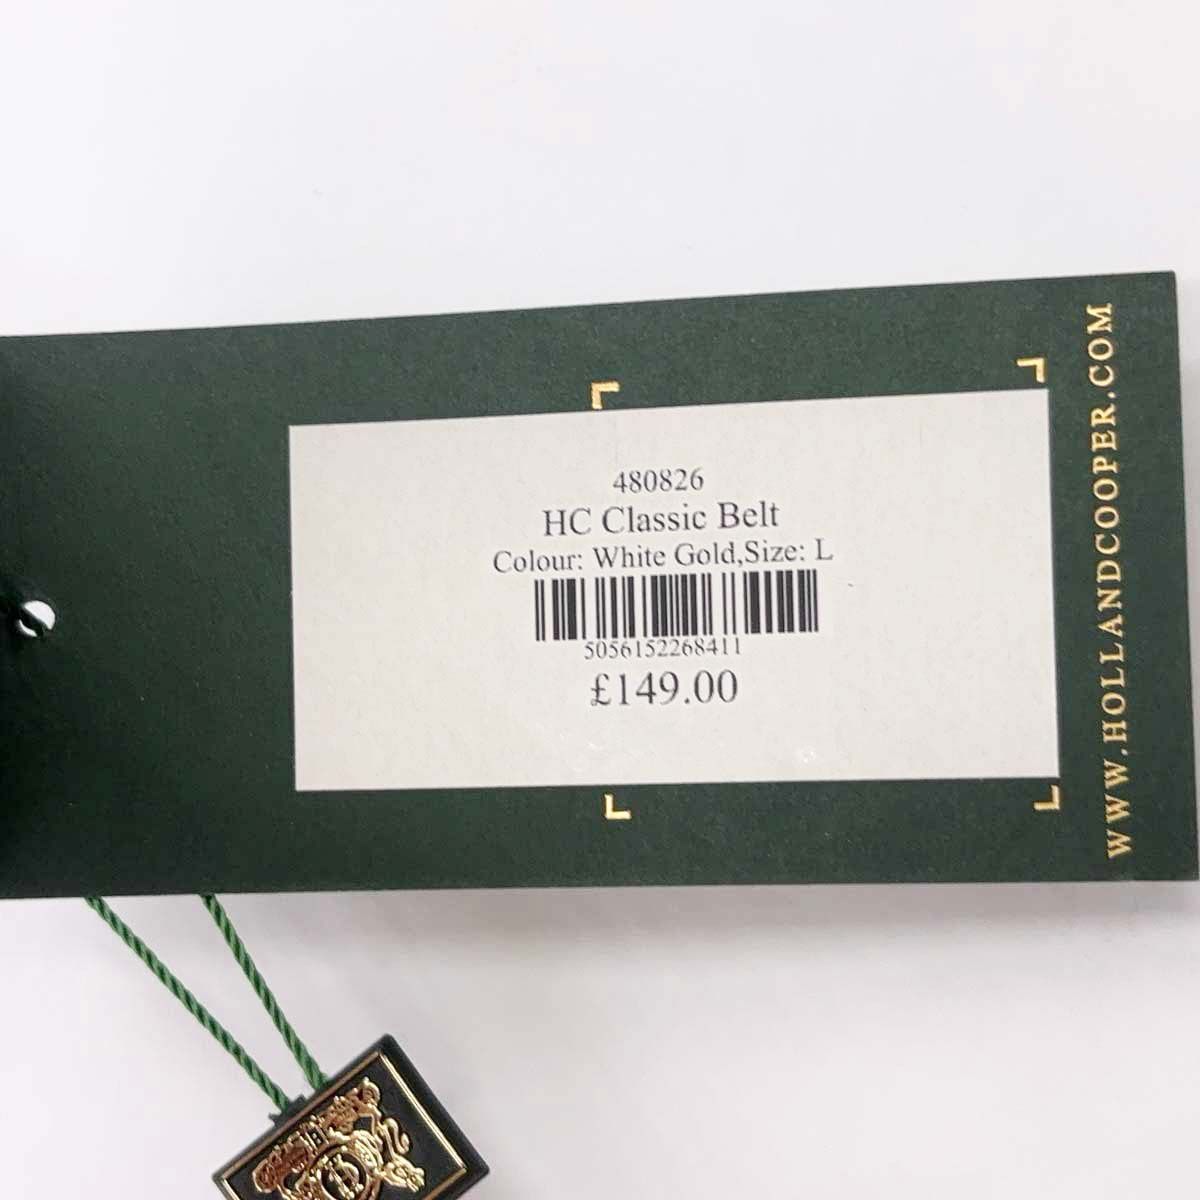 480826
HC Classic Belt
Colour: White Gold,Size: L
5056152268411
£149.00
WWW.HOLLANDCOOPER.COM